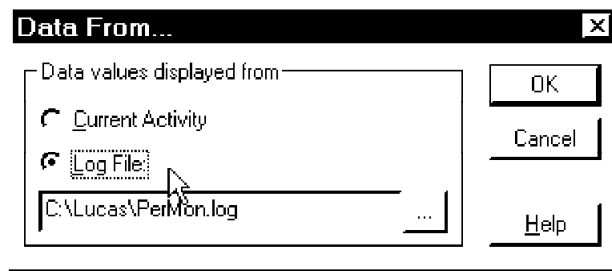 Data From...
Data values displayed from
Current Activity
Log File:
C:\Lucas\PerMon.log
...
OK
Cancel
Help